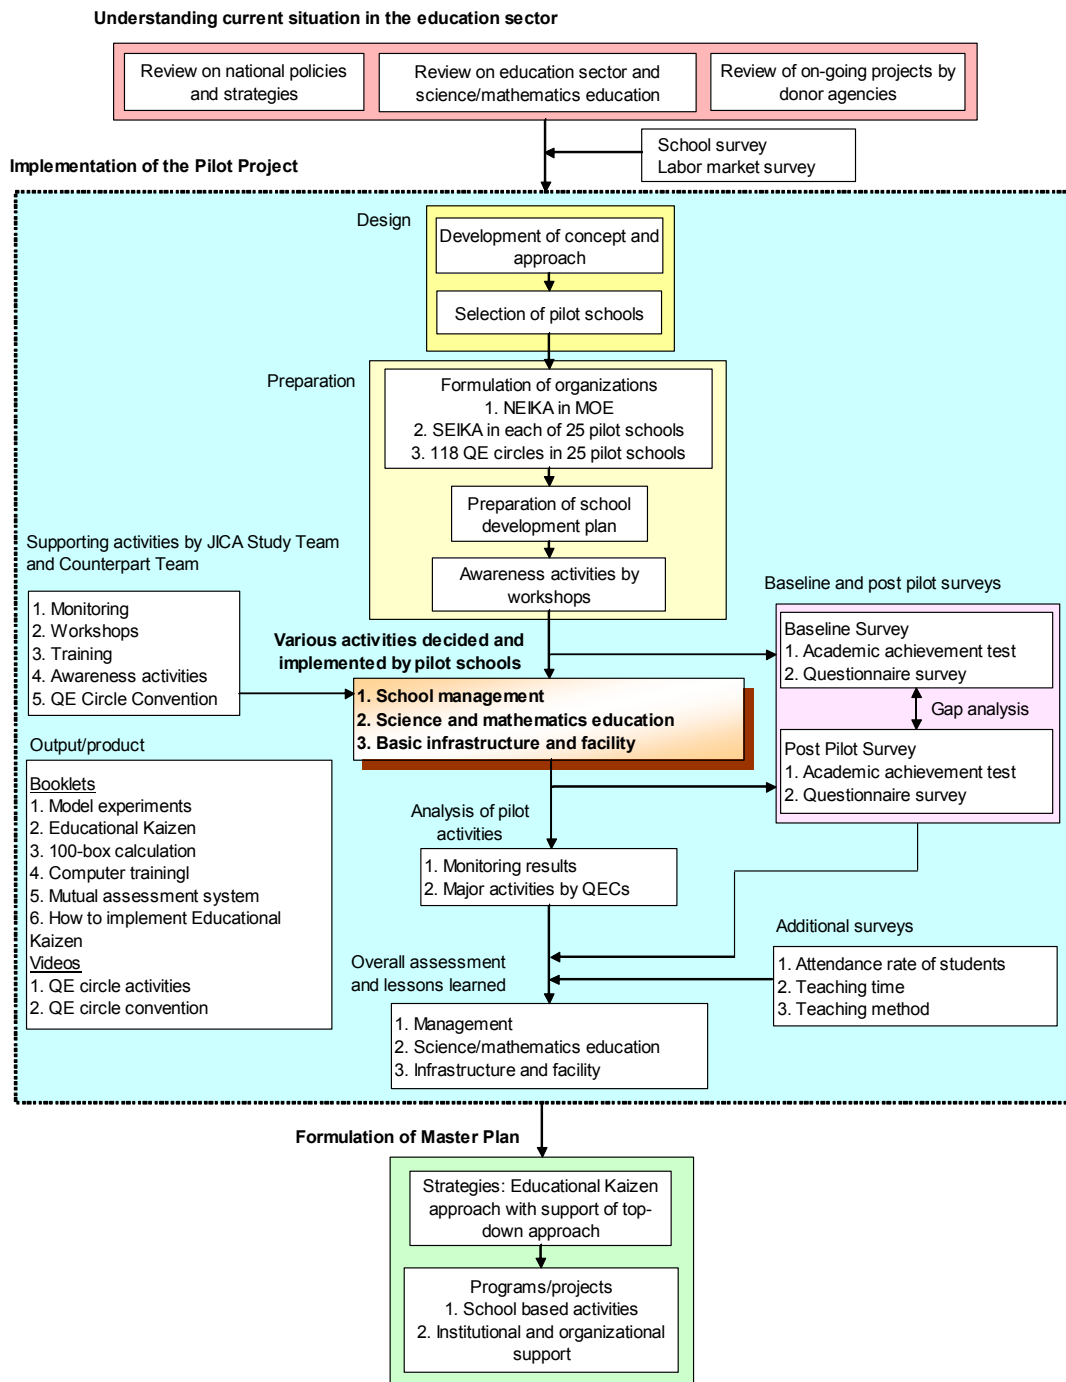 Understanding current situation in the education sector
Review on national policies
and strategies
Review on education sector and
science/mathematics education
Review of on-going projects by
donor agencies
School survey
Labor market survey
Implementation of the Pilot Project
Design
Development of concept and
approach
Selection of pilot schools
Preparation
Formulation of organizations
1. NEIKA in MOE
2. SEIKA in each of 25 pilot schools
3. 118 QE circles in 25 pilot schools
Preparation of school
development plan
Awareness activities by
workshops
Supporting activities by JICA Study Team
and Counterpart Team
1. Monitoring
2. Workshops
3. Training
4. Awareness activities
5. QE Circle Convention
Various activities decided and
implemented by pilot schools
1. School management
2. Science and mathematics education
3. Basic infrastructure and facility
Baseline and post pilot surveys
Baseline Survey
1. Academic achievement test
2. Questionnaire survey
Gap analysis
Post Pilot Survey
1. Academic achievement test
2. Questionnaire survey
Output/product
Booklets
1. Model experiments
2. Educational Kaizen
3. 100-box calculation
4. Computer trainingl
5. Mutual assessment system
6. How to implement Educational
Kaizen
Videos
1. QE circle activities
2. QE circle convention
Analysis of pilot
activities
1. Monitoring results
2. Major activities by QECs
Additional surveys
1. Attendance rate of students
2. Teaching time
3. Teaching method
Overall assessment
and lessons learned
1. Management
2. Science/mathematics education
3. Infrastructure and facility
Formulation of Master Plan
Strategies: Educational Kaizen
approach with support of top-
down approach
Programs/projects
1. School based activities
2. Institutional and organizational
support